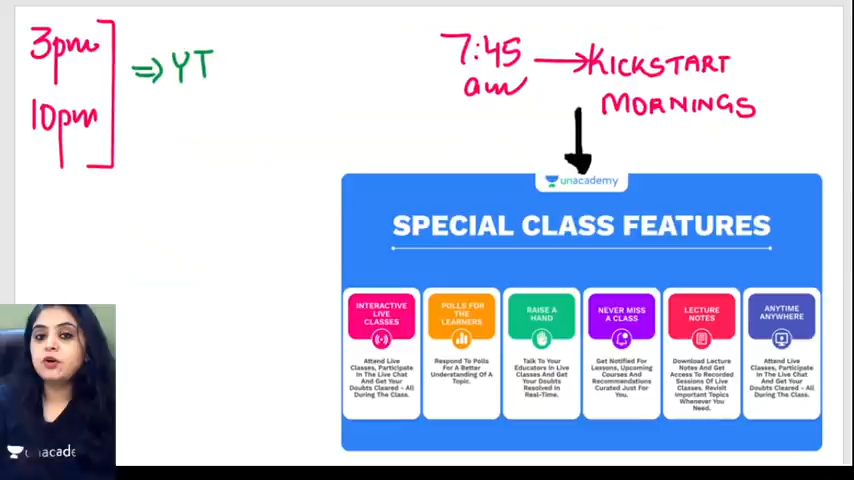 3pm
10pm
⇒ YT
7:45
am
→ KICKSTART
MORNINGS
unacademy
SPECIAL CLASS FEATURES
INTERACTIVE
LIVE
CLASSES
Attend Live
Classes, Participate
In The Live Chat
And Get Your
Doubts Cleared - All
During The Class.
POLLS FOR
THE
LEARNERS
Respond To Polls
For A Better
Understanding Of A
Topic.
RAISE A
HAND
Talk To Your
Educators In Live
Classes And Get
Your Doubts
Resolved In
Real-Time.
NEVER MISS
A CLASS
Get Notified For
Lessons, Upcoming
Courses And
Recommendations
Curated Just For
You.
LECTURE
NOTES
Download Lecture
Notes And Get
Access To Recorded
Sessions Of Live
Classes. Revisit
Important Topics
Whenever You
Need.
ANYTIME
ANYWHERE
Attend Live
Classes, Participate
In The Live Chat
And Get Your
Doubts Cleared - All
During The Class.
unacade